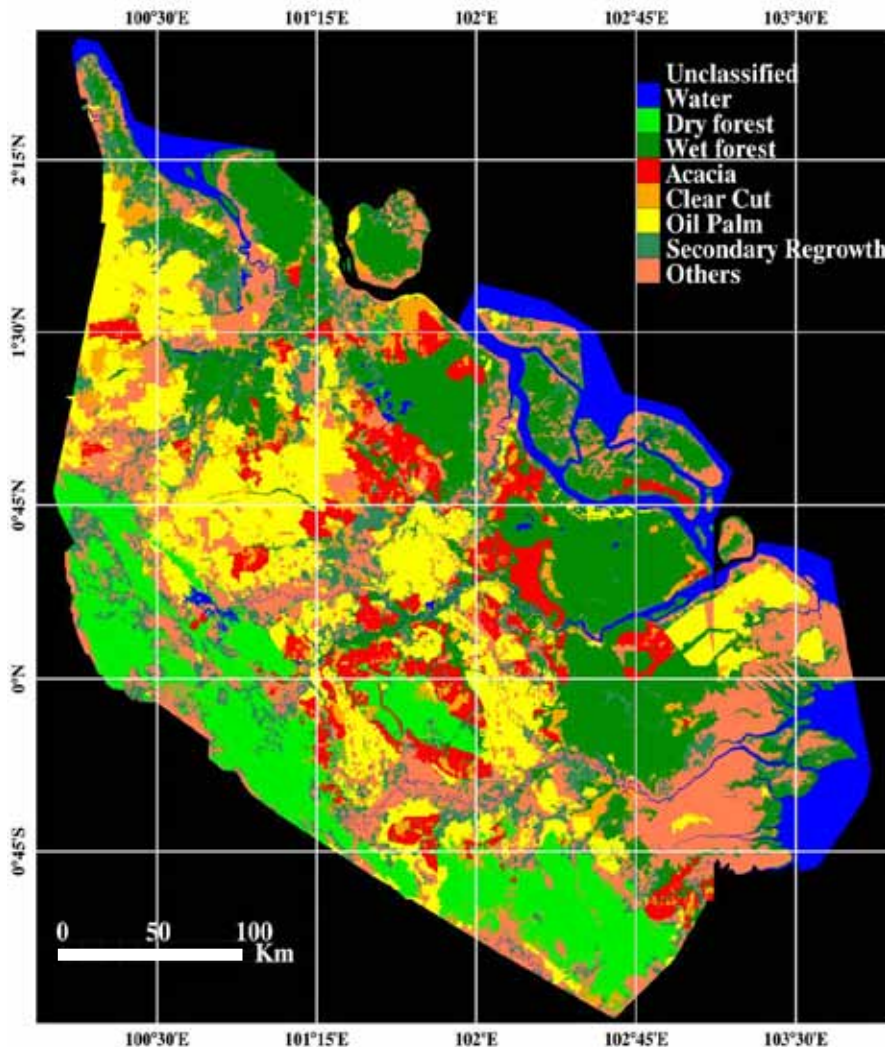 100°30'E 101°15'E 102°E 102°45'E 103°30'E
Unclassified
Water
Dry forest
Wet forest
Acacia
Clear Cut
Oil Palm
Secondary Regrowth
Others
2°15'N
1°30'N
0°45'N
0°N
0°45'S
0 50 100
Km
100°30'E 101°15'E 102°E 102°45'E 103°30'E